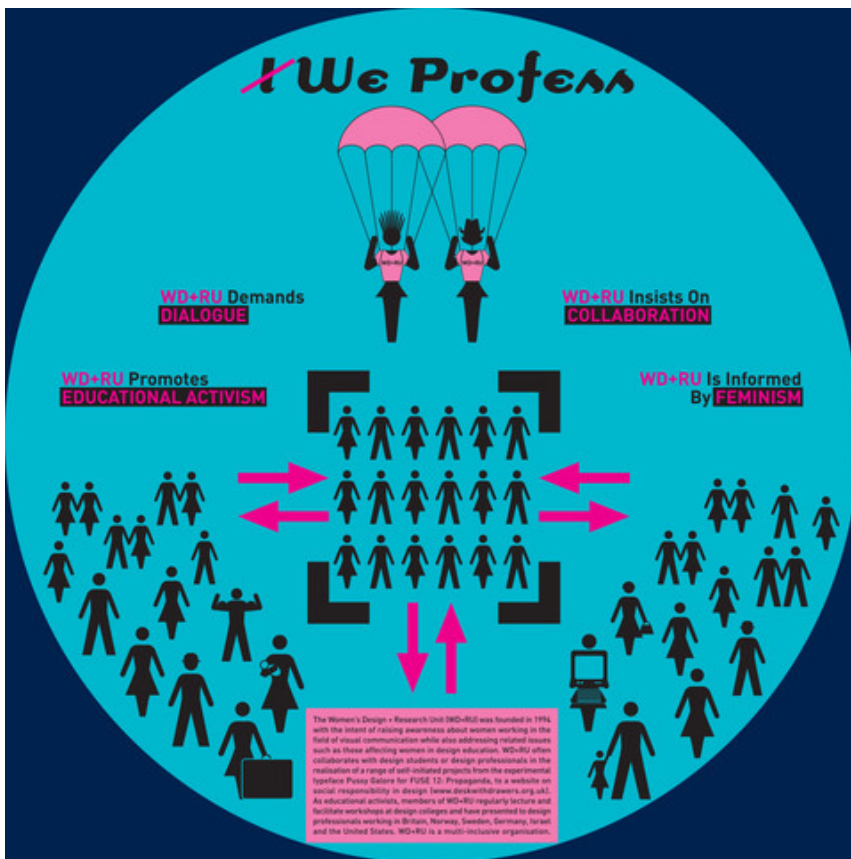 I We Profess
WD+RU
WD+RU
WD+RU Demands
DIALOGUE
WD+RU Insists On
COLLABORATION
WD+RU Promotes
EDUCATIONAL ACTIVISM
WD+RU Is Informed
By FEMINISM
The Women's Design + Research Unit (WD+RU) was founded in 1994
with the intent of raising awareness about women working in the
field of visual communication while also addressing related issues
such as those affecting women in design education. WD+RU often
collaborates with design students or design professionals in the
realisation of a range of self-initiated projects from the experimental
typeface Pussy Galore for FUSE 12: Propaganda, to a website on
social responsibility in design (www.deskwithdrawers.org.uk).
As educational activists, members of WD+RU regularly lecture and
facilitate workshops at design colleges and have presented to design
professionals working in Britain, Norway, Sweden, Germany, Israel
and the United States. WD+RU is a multi-inclusive organisation.